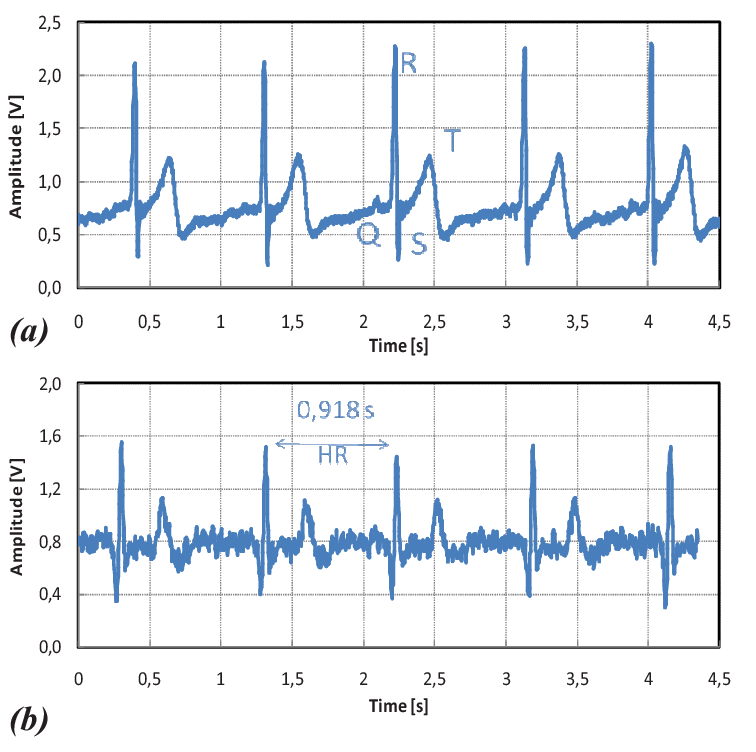 2,5
2,0
1,5
1,0
0,5
0,0
Amplitude [V]
R
T
Q
S
0 0,5 1 1,5 2 2,5 3 3,5 4 4,5
Time [s]
(a)
2,0
1,6
1,2
0,8
0,4
0,0
Amplitude [V]
0,918 s
HR
0 0,5 1 1,5 2 2,5 3 3,5 4 4,5
Time [s]
(b)